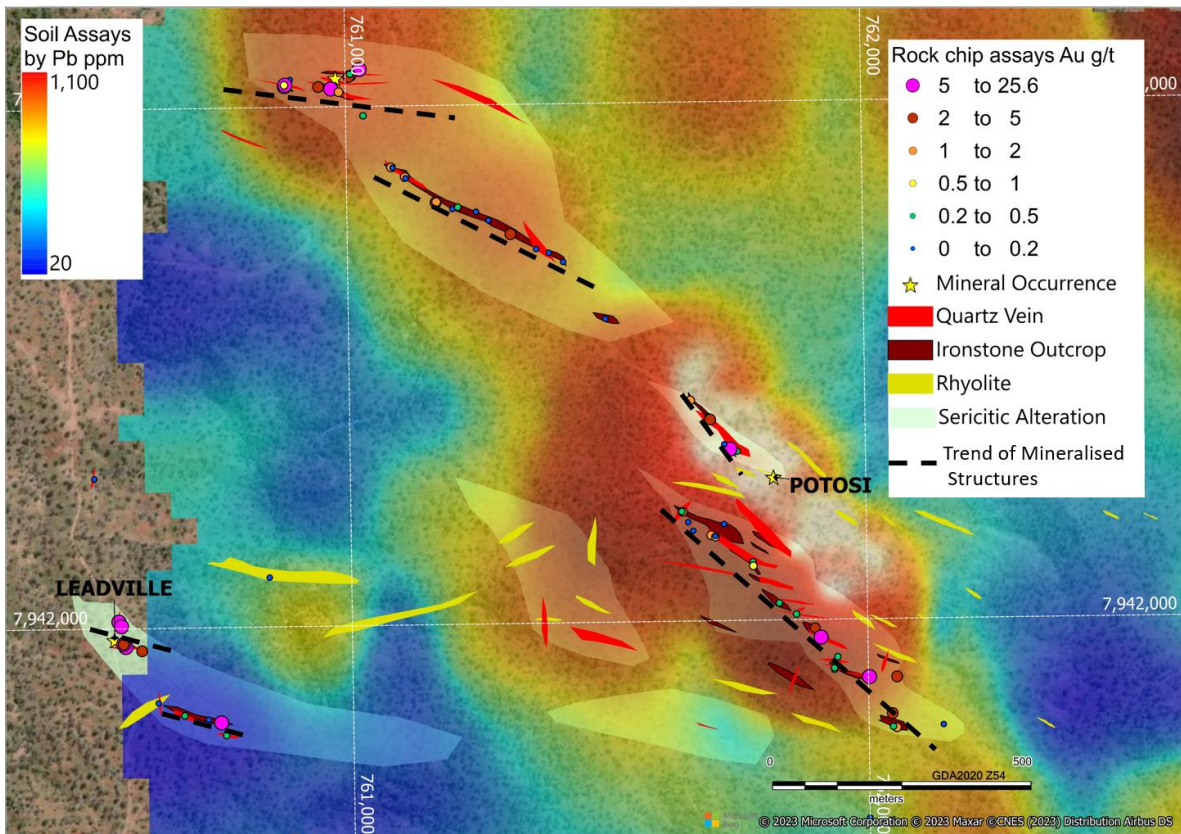 Soil Assays
by Pb ppm
1,100
20
761,000
762,000
Rock chip assays Au g/t
5 to 25.6
2 to 5
1 to 2
0.5 to 1
0.2 to 0.5
0 to 0.2
Mineral Occurrence
Quartz Vein
Ironstone Outcrop
Rhyolite
Sericitic Alteration
Trend of Mineralised
Structures
POTOSI
LEADVILLE
7,942,000
7,942,000
761,000
0
500
GDA2020 Z54
meters
© 2023 Microsoft Corporation © 2023 Maxar ©CNES (2023) Distribution Airbus DS